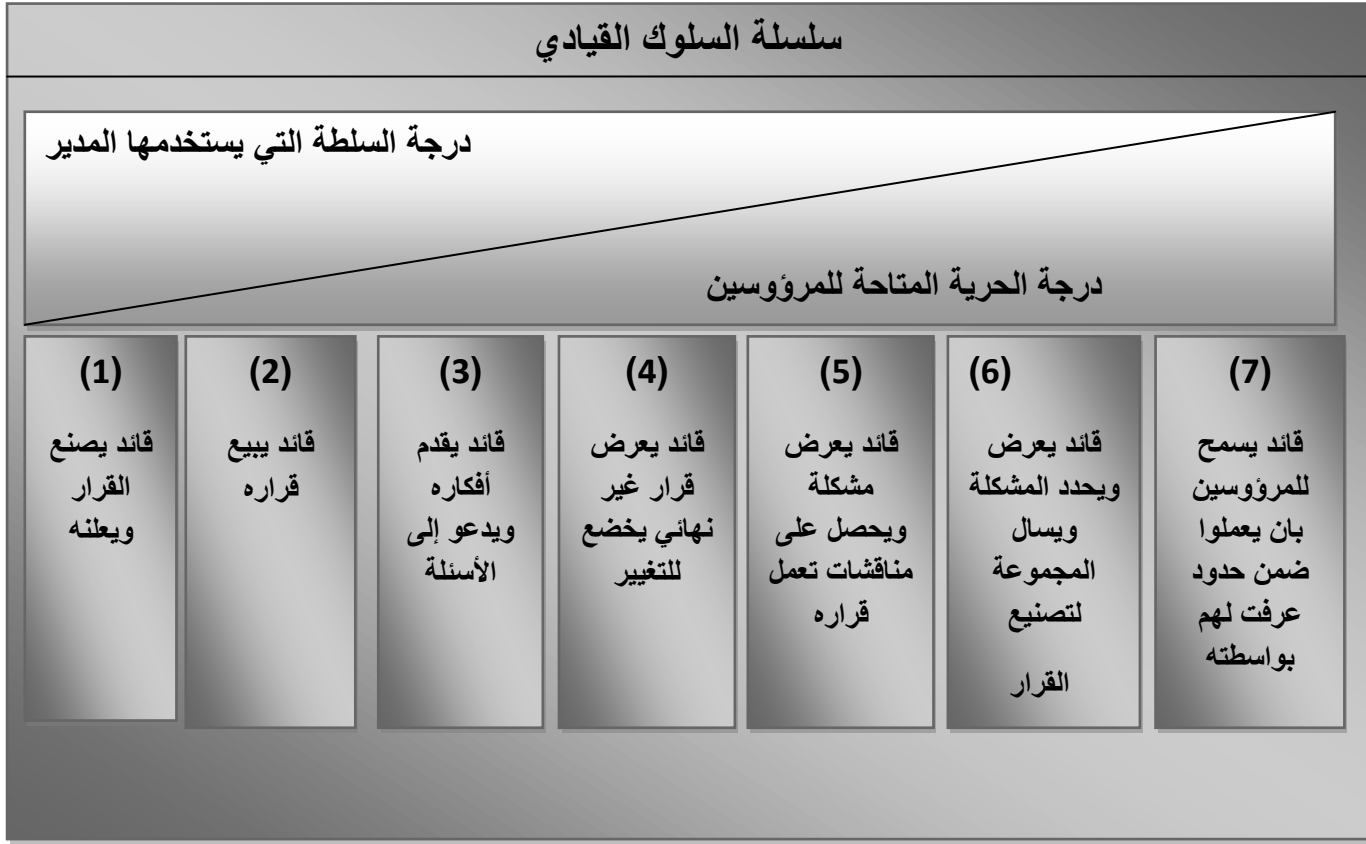 سلسلة السلوك القيادي
درجة السلطة التي يستخدمها المدير
درجة الحرية المتاحة للمرؤوسين
(1)
قائد يصنع
القرار
ويعلنه
(2)
قائد يبيع
قراره
(3)
قائد يقدم
أفكاره
ويدعو إلى
الأسئلة
(4)
قائد يعرض
قرار غير
نهائي يخضع
للتغيير
(5)
قائد يعرض
مشكلة
ويحصل على
مناقشات تعمل
قراره
(6)
قائد يعرض
ويحدد المشكلة
ويسال
المجموعة
لتصنيع
القرار
(7)
قائد يسمح
للمرؤوسين
بان يعملوا
ضمن حدود
عرفت لهم
بواسطته